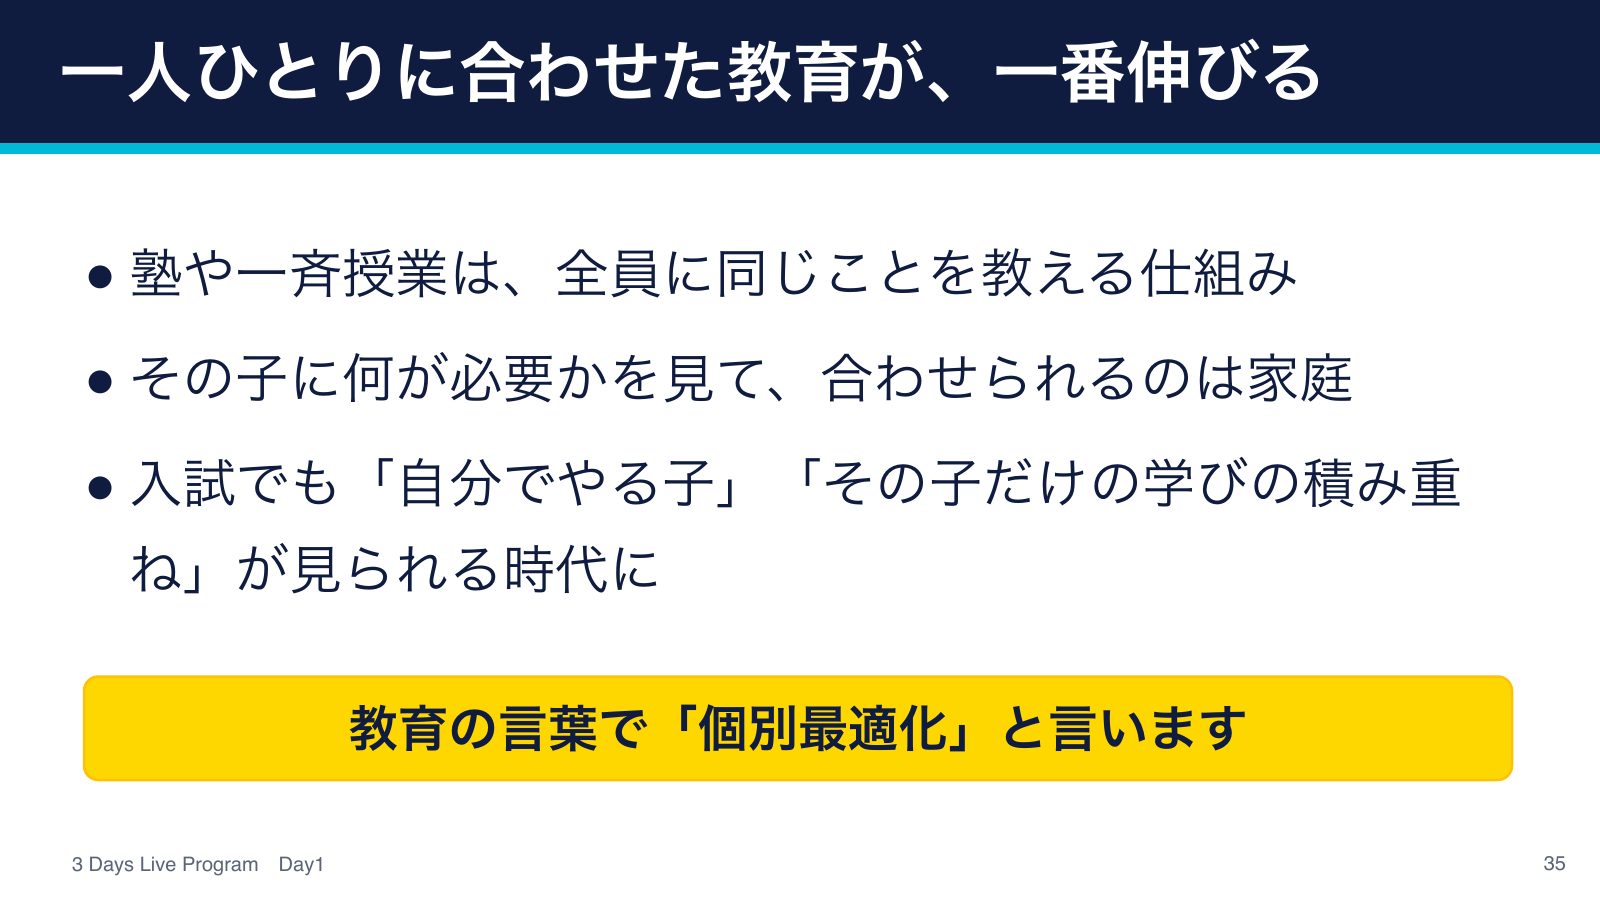 一人ひとりに合わせた教育が、一番伸びる
● 塾や一斉授業は、全員に同じことを教える仕組み
● その子に何が必要かを見て、合わせられるのは家庭
● 入試でも「自分でやる子」「その子だけの学びの積み重
ね」が見られる時代に
教育の言葉で「個別最適化」と言います
3 Days Live Program　Day1
35